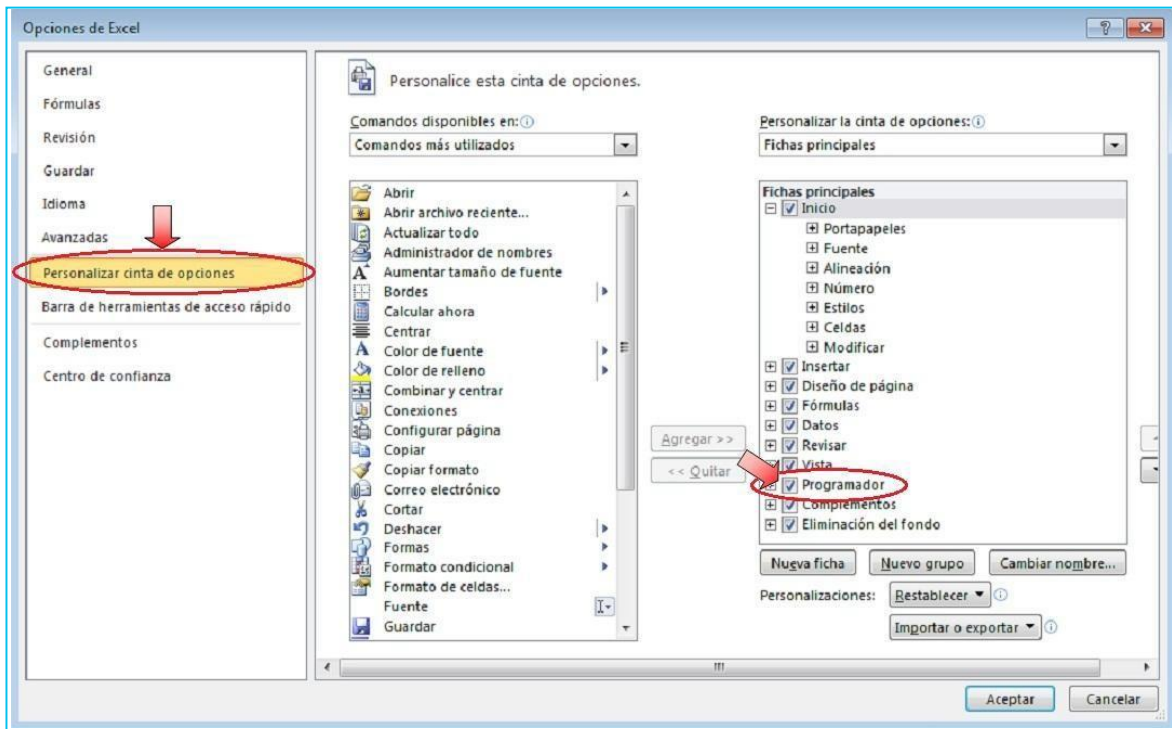 Opciones de Excel
General
Fórmulas
Revisión
Guardar
Idioma
Avanzadas
Personalizar cinta de opciones
Barra de herramientas de acceso rápido
Complementos
Centro de confianza
Personalice esta cinta de opciones.
Comandos disponibles en:
Comandos más utilizados
Abrir
Abrir archivo reciente...
Actualizar todo
Administrador de nombres
Aumentar tamaño de fuente
Bordes
Calcular ahora
Centrar
Color de fuente
Color de relleno
Combinar y centrar
Conexiones
Configurar página
Copiar
Copiar formato
Correo electrónico
Cortar
Deshacer
Formas
Formato condicional
Formato de celdas...
Fuente
Guardar
Agregar >>
<< Quitar
Personalizar la cinta de opciones:
Fichas principales
Fichas principales
Inicio
Portapapeles
Fuente
Alineación
Número
Estilos
Celdas
Modificar
Insertar
Diseño de página
Fórmulas
Datos
Revisar
Vista
Programador
Complementos
Eliminación del fondo
Nueva ficha
Nuevo grupo
Cambiar nombre...
Personalizaciones:
Restablecer
Importar o exportar
Aceptar
Cancelar